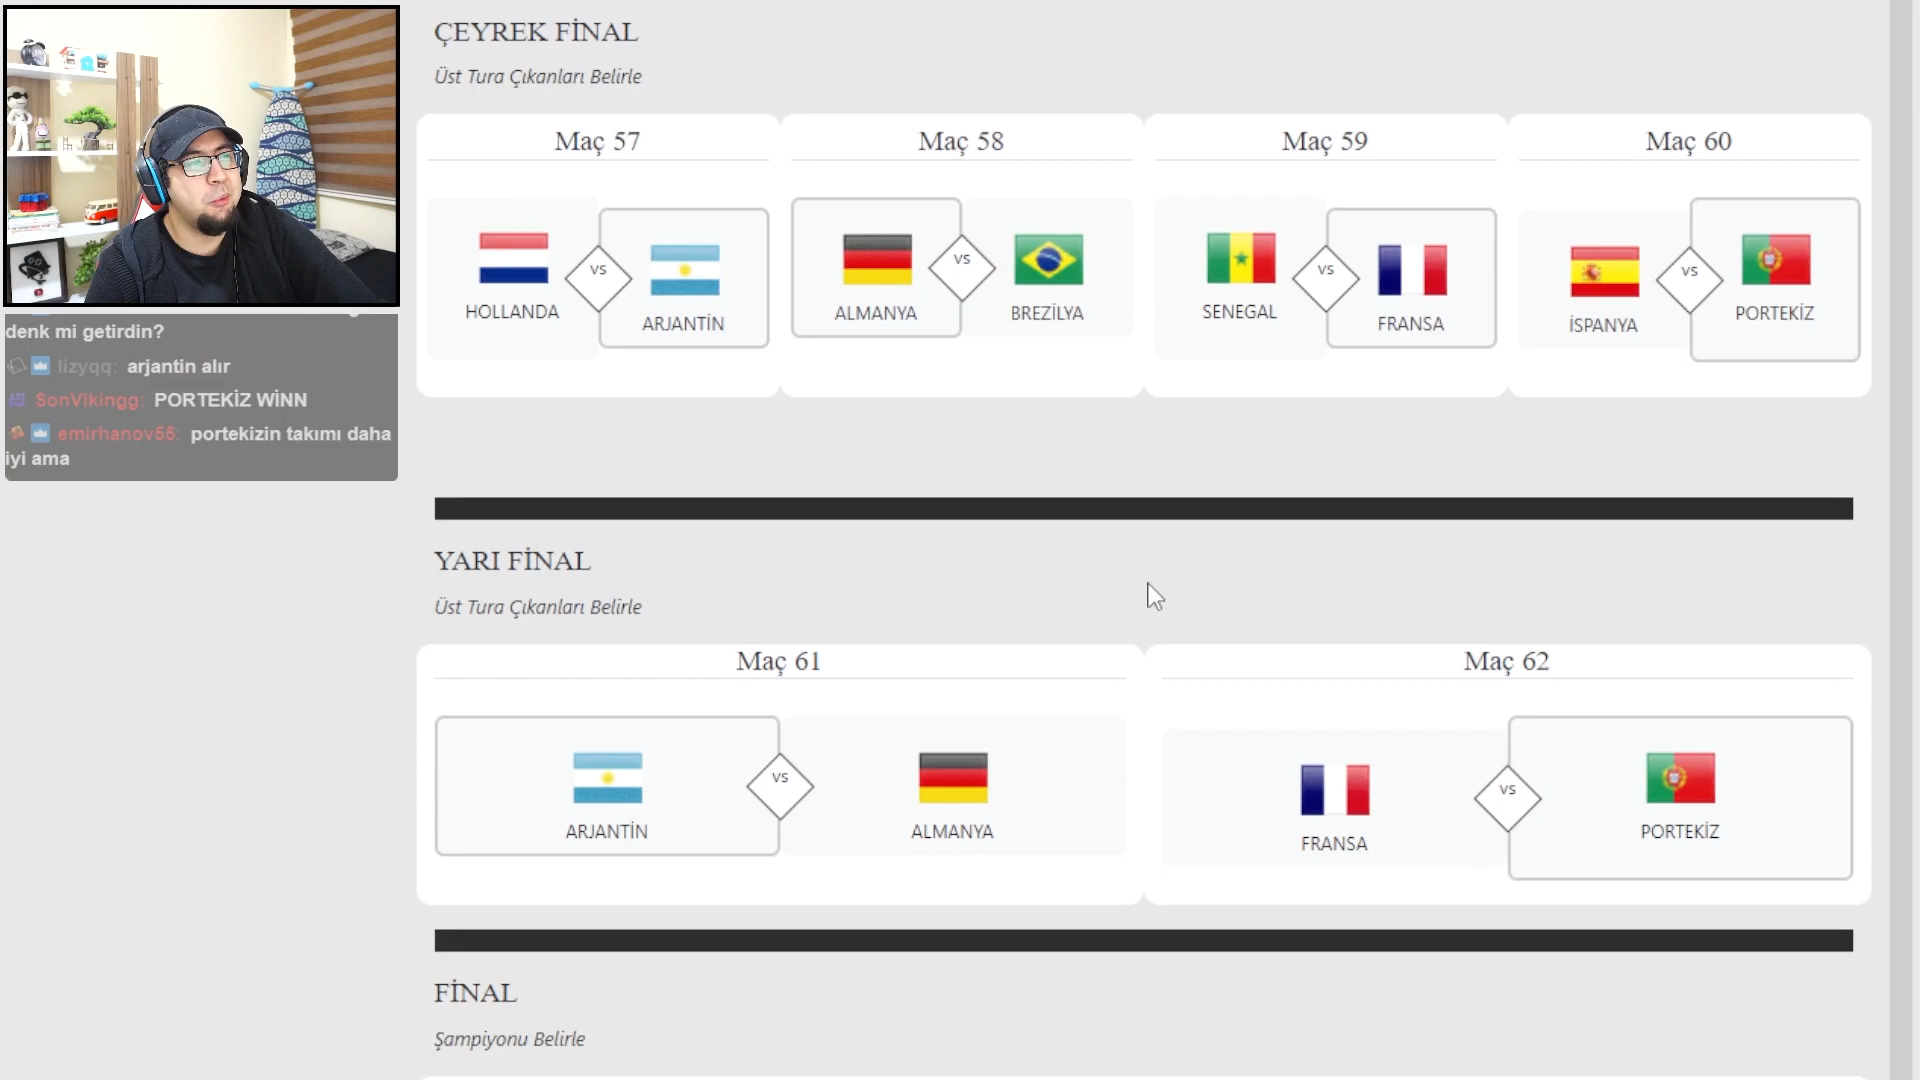 ÇEYREK FİNAL
Üst Tura Çıkanları Belirle
Maç 57
Maç 58
Maç 59
Maç 60
HOLLANDA
VS
ARJANTİN
ALMANYA
VS
BREZİLYA
SENEGAL
VS
FRANSA
İSPANYA
VS
PORTEKİZ
denk mi getirdin?
lizyqq: arjantin alır
SonVikingg: PORTEKİZ WİNN
emirhanov55: portekizin takımı daha
iyi ama
YARI FİNAL
Üst Tura Çıkanları Belirle
Maç 61
Maç 62
ARJANTİN
VS
ALMANYA
FRANSA
VS
PORTEKİZ
FİNAL
Şampiyonu Belirle